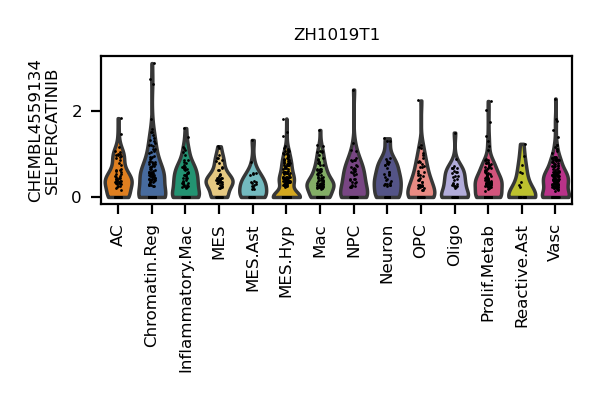 ZH1019T1
CHEMBL4559134
SELPERCATINIB
2
0
AC
Chromatin.Reg
Inflammatory.Mac
MES
MES.Ast
MES.Hyp
Mac
NPC
Neuron
OPC
Oligo
Prolif.Metab
Reactive.Ast
Vasc